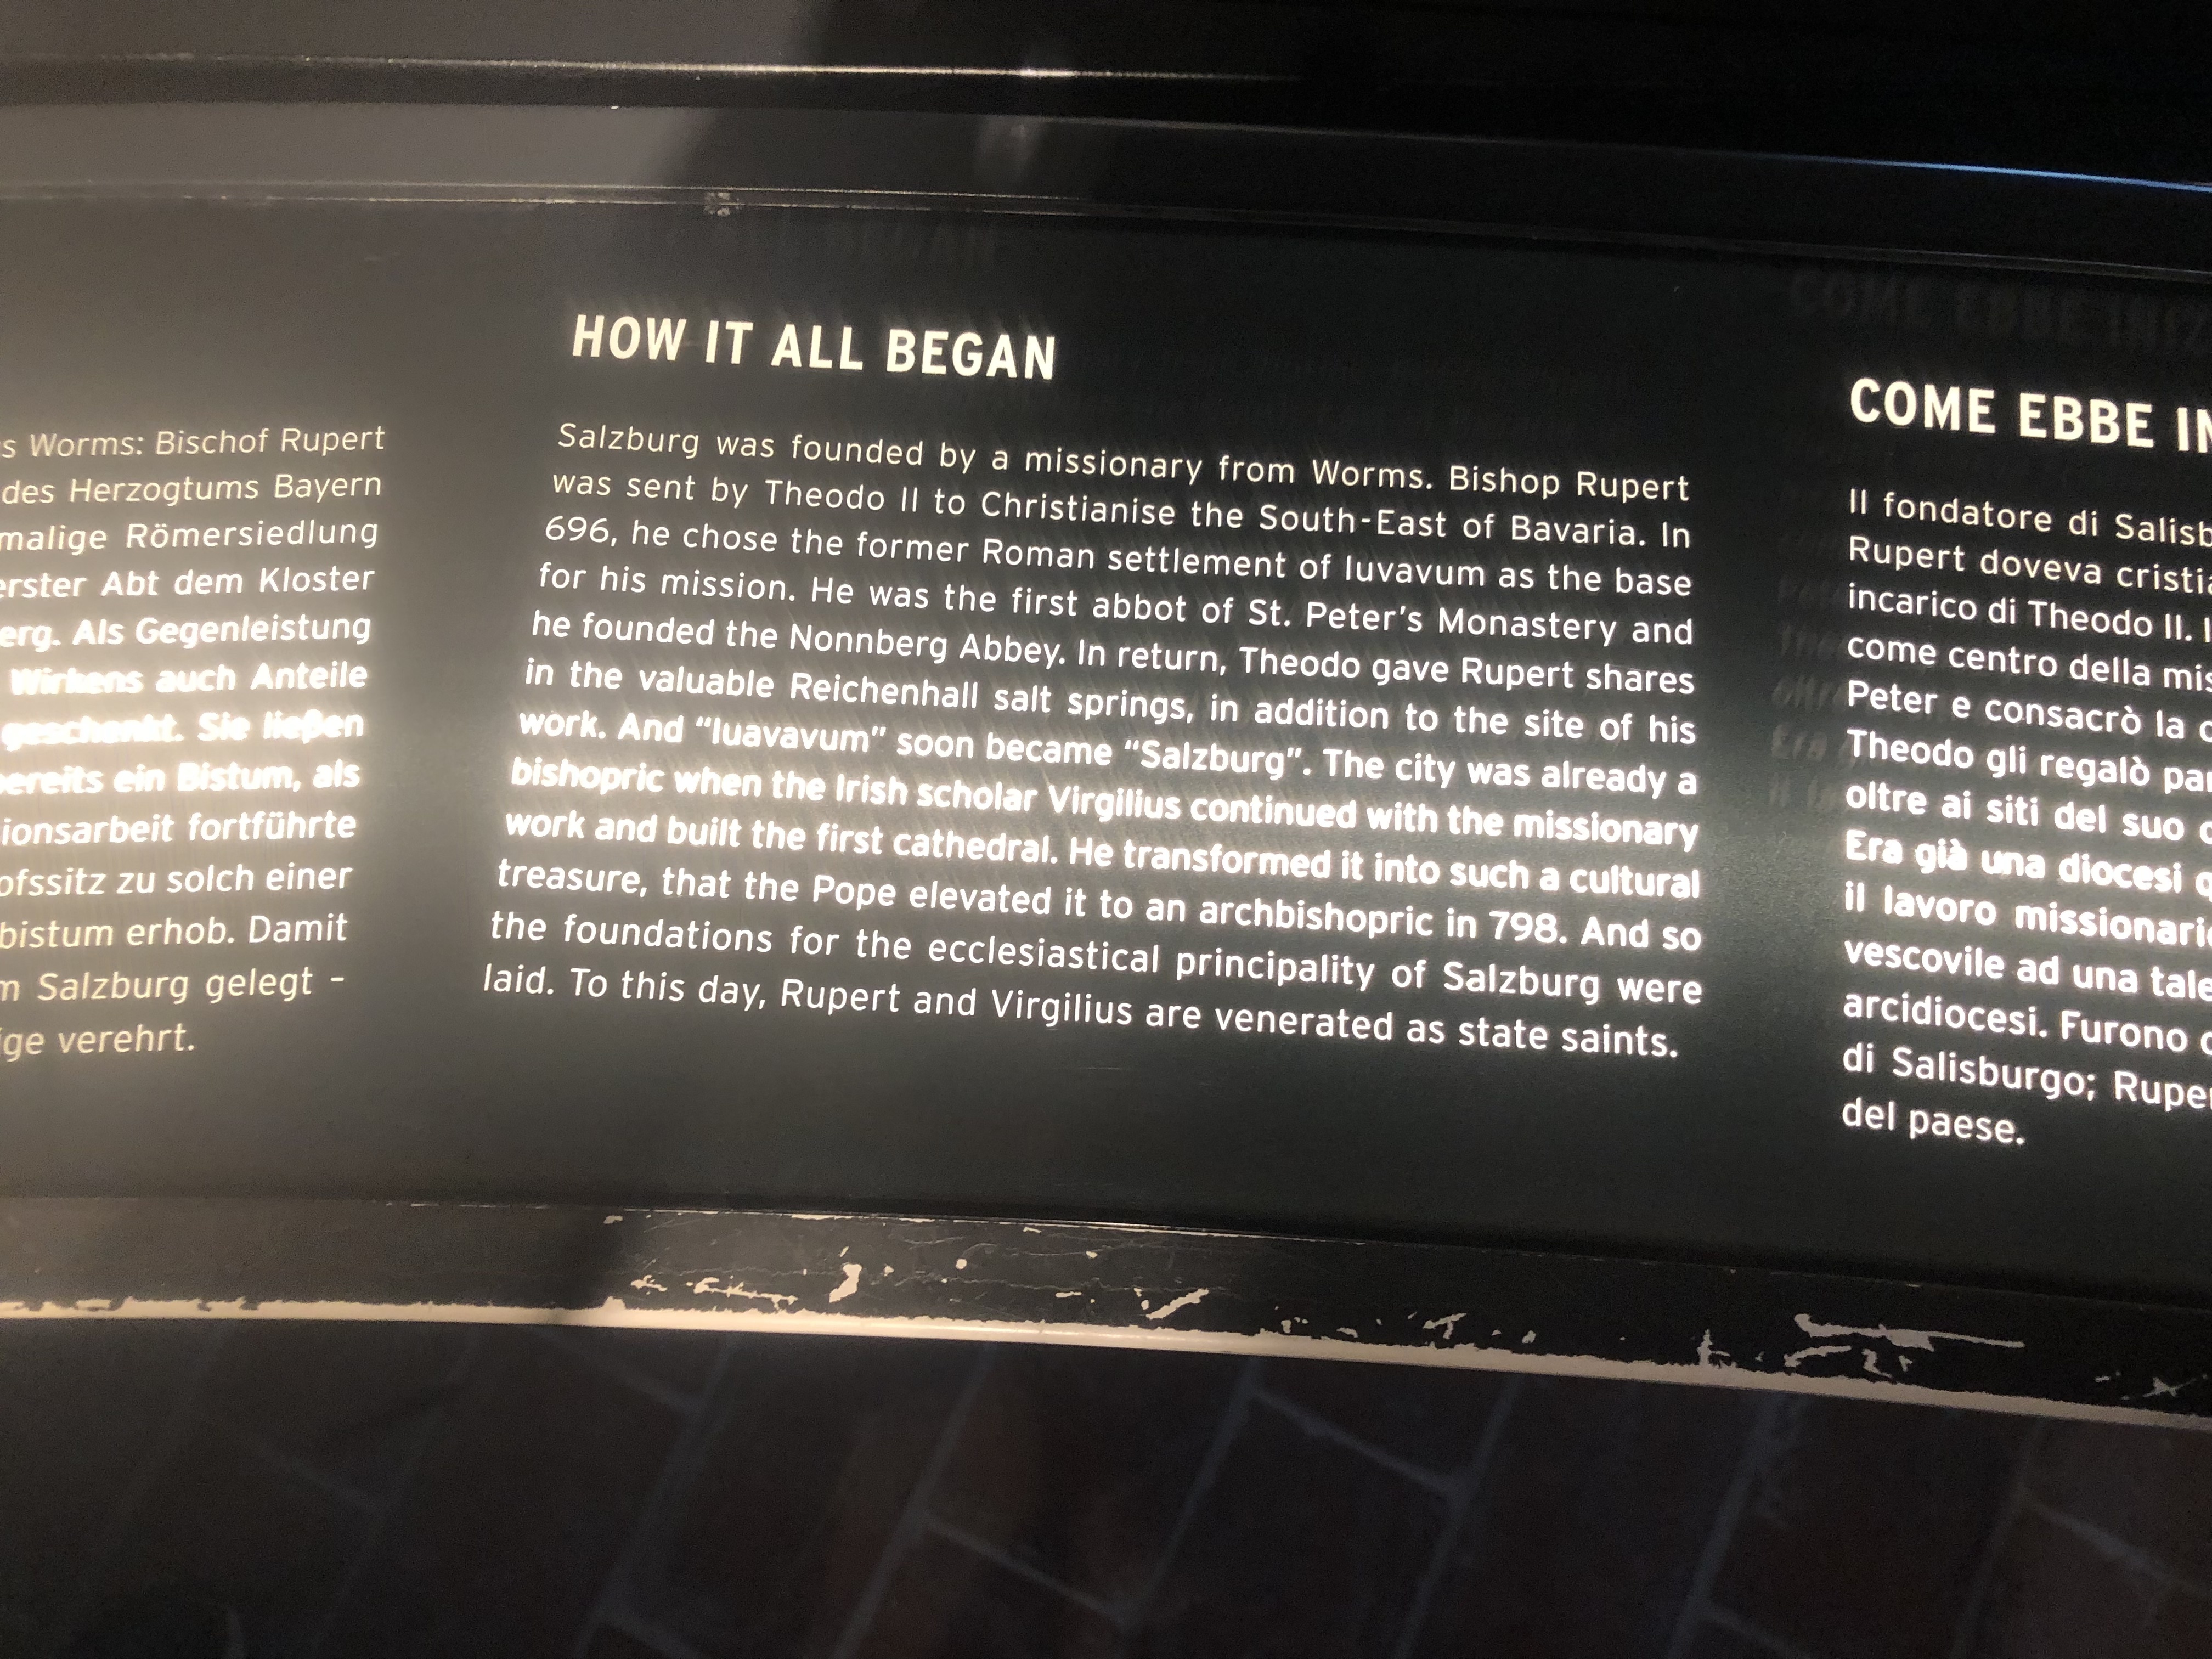 s Worms: Bischof Rupert
des Herzogtums Bayern
malige Römersiedlung
erster Abt dem Kloster
erg. Als Gegenleistung
Wirkens auch Anteile
geschenkt. Sie ließen
bereits ein Bistum, als
ionsarbeit fortführte
ofssitz zu solch einer
bistum erhob. Damit
m Salzburg gelegt –
ige verehrt.
HOW IT ALL BEGAN
Salzburg was founded by a missionary from Worms. Bishop Rupert
was sent by Theodo II to Christianise the South-East of Bavaria. In
696, he chose the former Roman settlement of Iuvavum as the base
for his mission. He was the first abbot of St. Peter's Monastery and
he founded the Nonnberg Abbey. In return, Theodo gave Rupert shares
in the valuable Reichenhall salt springs, in addition to the site of his
work. And "Iuavavum" soon became "Salzburg". The city was already a
bishopric when the Irish scholar Virgilius continued with the missionary
work and built the first cathedral. He transformed it into such a cultural
treasure, that the Pope elevated it to an archbishopric in 798. And so
the foundations for the ecclesiastical principality of Salzburg were
laid. To this day, Rupert and Virgilius are venerated as state saints.
COME EBBE IN
Il fondatore di Salisb
Rupert doveva cristia
incarico di Theodo II. I
come centro della mis
Peter e consacrò la c
Theodo gli regalò par
oltre ai siti del suo o
Era già una diocesi q
il lavoro missionario
vescovile ad una tale
arcidiocesi. Furono c
di Salisburgo; Ruper
del paese.